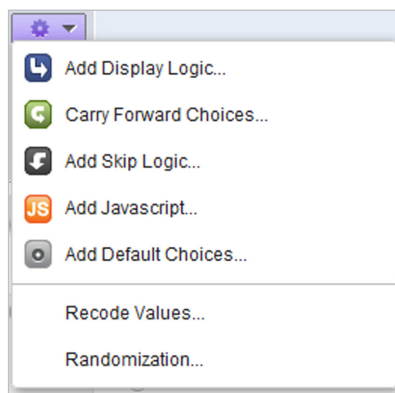 Add Display Logic...
Carry Forward Choices...
Add Skip Logic...
JS Add Javascript...
Add Default Choices...
Recode Values...
Randomization...